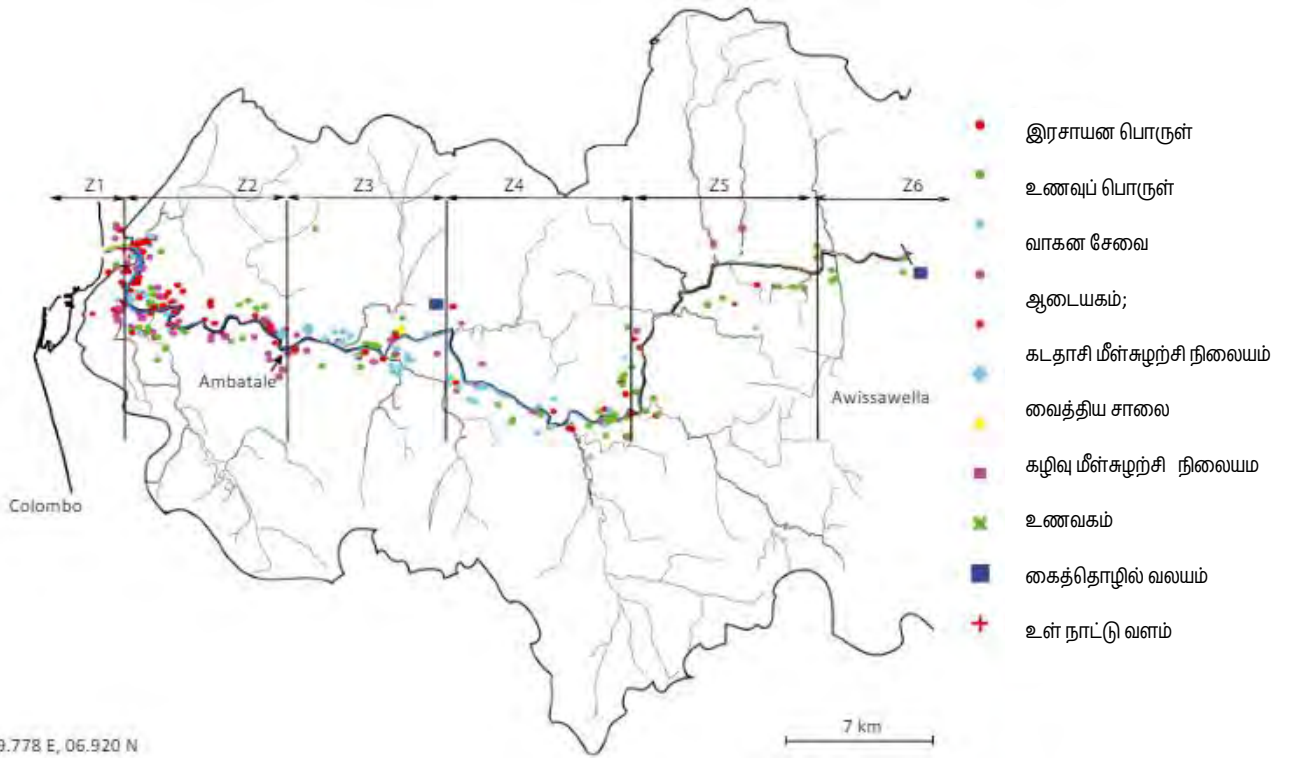 Z1 Z2 Z3 Z4 Z5 Z6
Ambatale
Awissawella
Colombo
7 km
9.778 E, 06.920 N
இரசாயன பொருள்
உணவுப் பொருள்
வாகன சேவை
ஆடையகம்;
கடதாசி மீள்சுழற்சி நிலையம்
வைத்திய சாலை
கழிவு மீள்சுழற்சி நிலையம
உணவகம்
கைத்தொழில் வலயம்
உள் நாட்டு வளம்